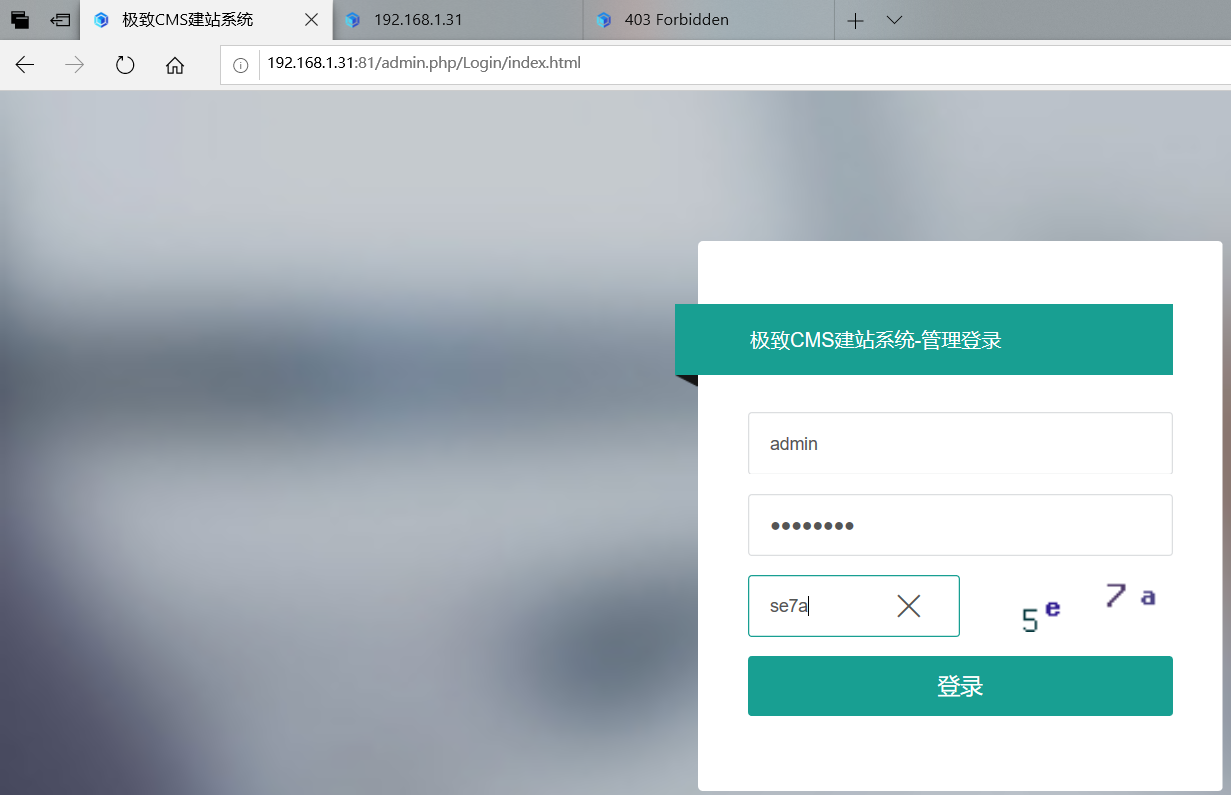 极致CMS建站系统
192.168.1.31
403 Forbidden
192.168.1.31:81/admin.php/Login/index.html
极致CMS建站系统-管理登录
admin
••••••••
se7a
5e7a
登录